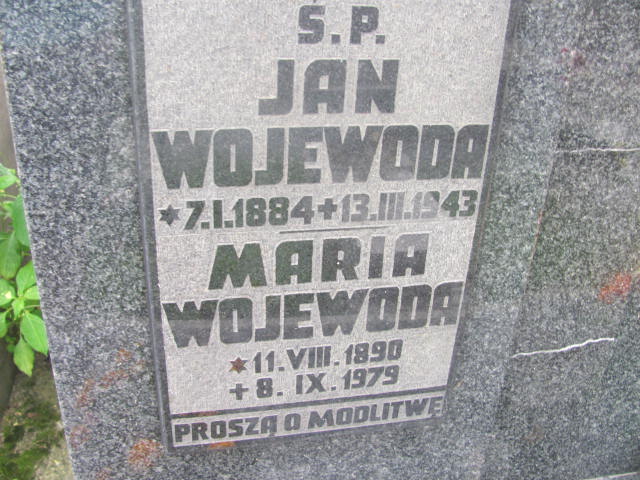 Ś.P.
JAN
WOJEWODA
*7.I.1884+13.III.1943
MARIA
WOJEWODA
*11.VIII.1890
+8.IX.1979
PROSZĄ O MODLITWĘ